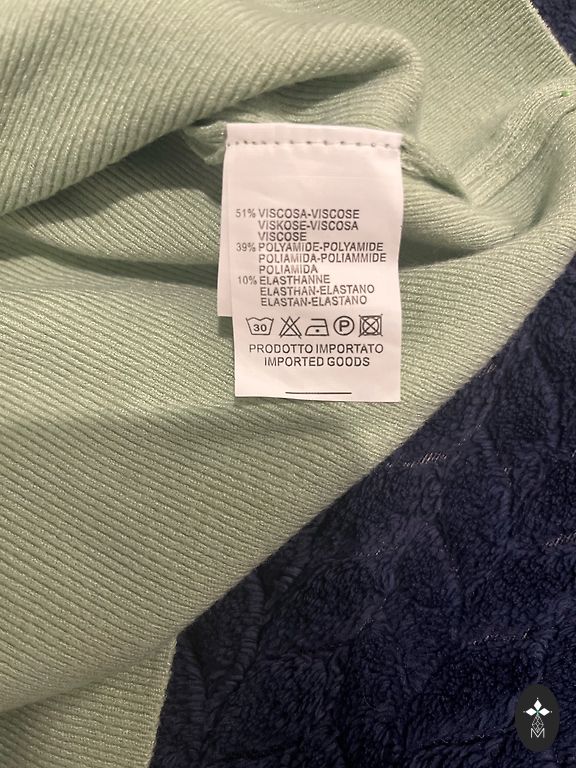 51% VISCOSA-VISCOSE
VISKOSE-VISCOSA
VISCOSE
39% POLYAMIDE-POLYAMIDE
POLIAMIDA-POLIAMMIDE
POLIAMIDA
10% ELASTHANNE
ELASTHAN-ELASTANO
ELASTAN-ELASTANO
30 P
PRODOTTO IMPORTATO
IMPORTED GOODS
M